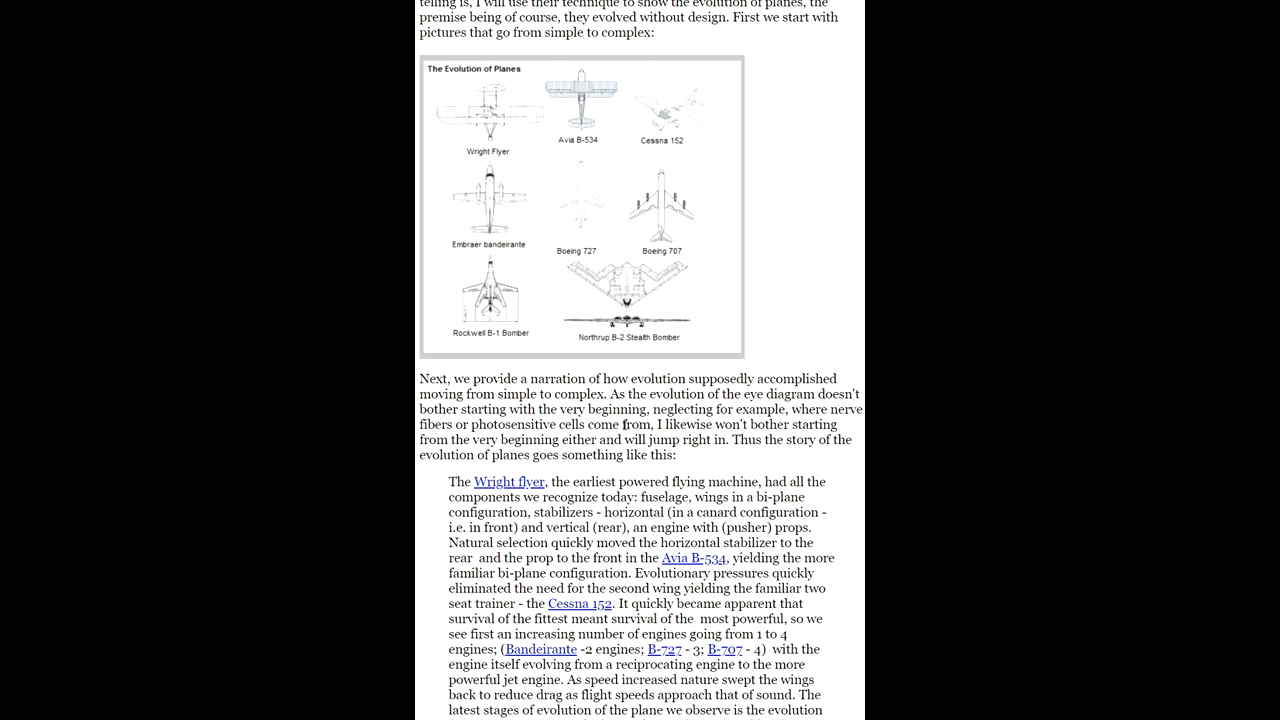 telling is, I will use their technique to show the evolution of planes, the
premise being of course, they evolved without design. First we start with
pictures that go from simple to complex:
The Evolution of Planes
Wright Flyer
Avia B-534
Cessna 152
Embraer bandeirante
Boeing 727
Boeing 707
Rockwell B-1 Bomber
Northrup B-2 Stealth Bomber
Next, we provide a narration of how evolution supposedly accomplished
moving from simple to complex. As the evolution of the eye diagram doesn't
bother starting with the very beginning, neglecting for example, where nerve
fibers or photosensitive cells come from, I likewise won't bother starting
from the very beginning either and will jump right in. Thus the story of the
evolution of planes goes something like this:
The Wright flyer, the earliest powered flying machine, had all the
components we recognize today: fuselage, wings in a bi-plane
configuration, stabilizers - horizontal (in a canard configuration -
i.e. in front) and vertical (rear), an engine with (pusher) props.
Natural selection quickly moved the horizontal stabilizer to the
rear  and the prop to the front in the Avia B-534, yielding the more
familiar bi-plane configuration. Evolutionary pressures quickly
eliminated the need for the second wing yielding the familiar two
seat trainer - the Cessna 152. It quickly became apparent that
survival of the fittest meant survival of the  most powerful, so we
see first an increasing number of engines going from 1 to 4
engines; (Bandeirante -2 engines; B-727 - 3; B-707 - 4)  with the
engine itself evolving from a reciprocating engine to the more
powerful jet engine. As speed increased nature swept the wings
back to reduce drag as flight speeds approach that of sound. The
latest stages of evolution of the plane we observe is the evolution